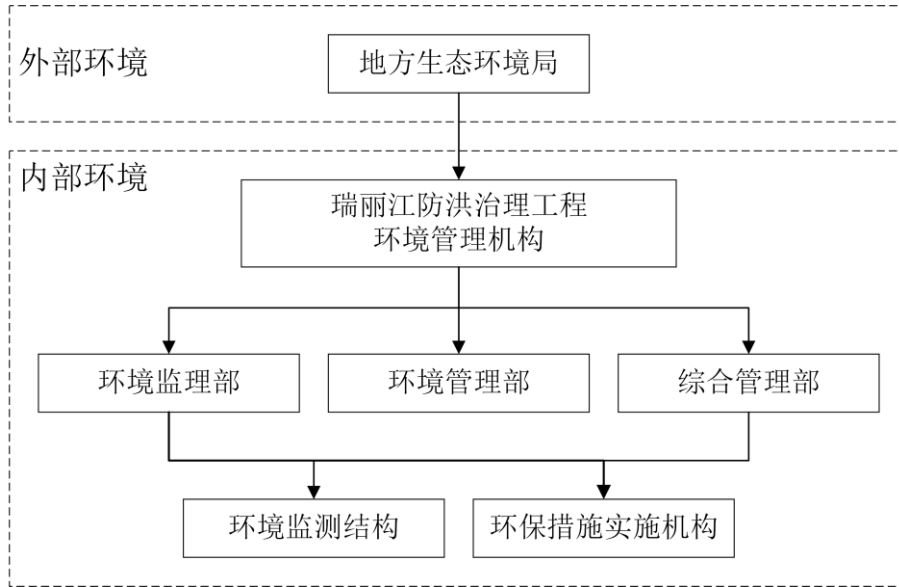 外部环境
地方生态环境局
内部环境
瑞丽江防洪治理工程
环境管理机构
环境监理部
环境管理部
综合管理部
环境监测结构
环保措施实施机构